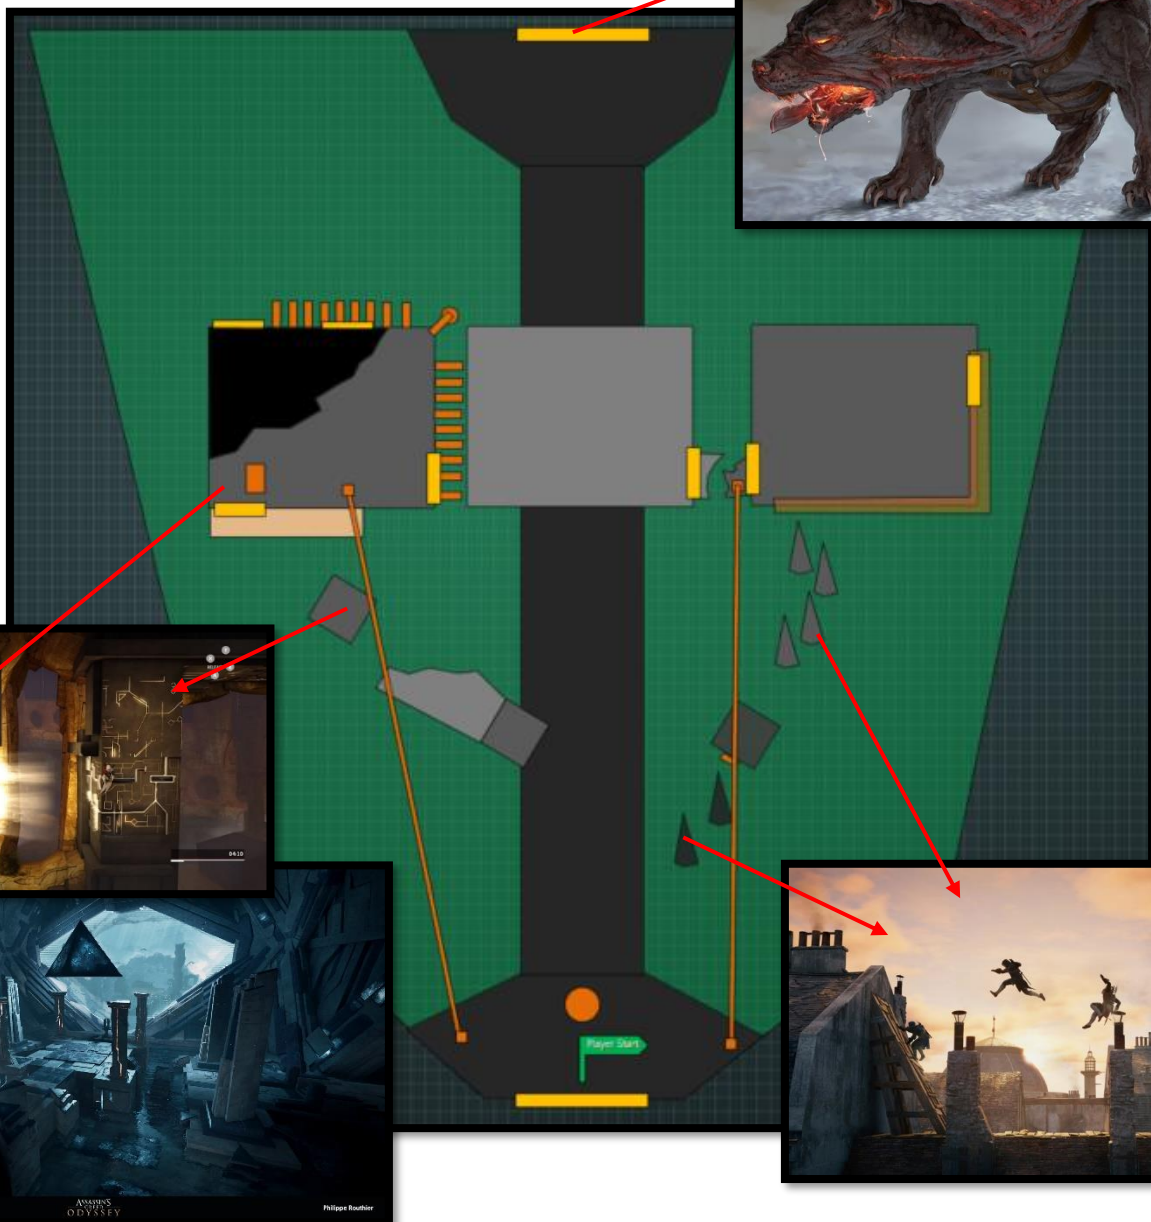 04:10
Player Start
ASSASSIN'S
CREED
ODYSSEY
Philippe Routhier